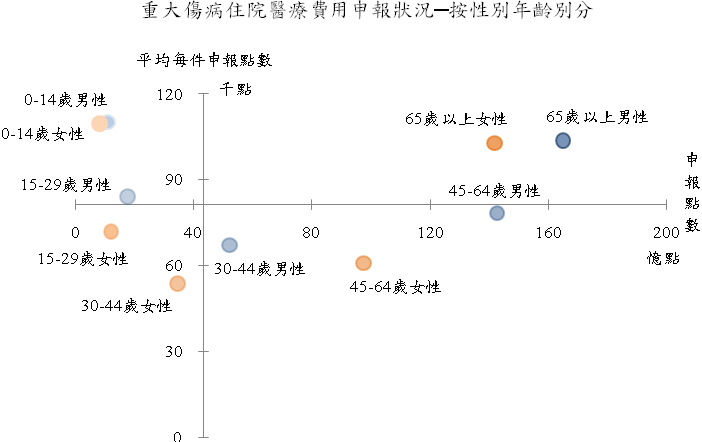 重大傷病住院醫療費用申報狀況—按性別年齡別分
平均每件申報點數
千點
120
90
60
30
0
0-14歲男性
0-14歲女性
65歲以上女性
65歲以上男性
15-29歲男性
45-64歲男性
申報點數
0
40
80
120
160
200
憶點
15-29歲女性
30-44歲男性
45-64歲女性
30-44歲女性